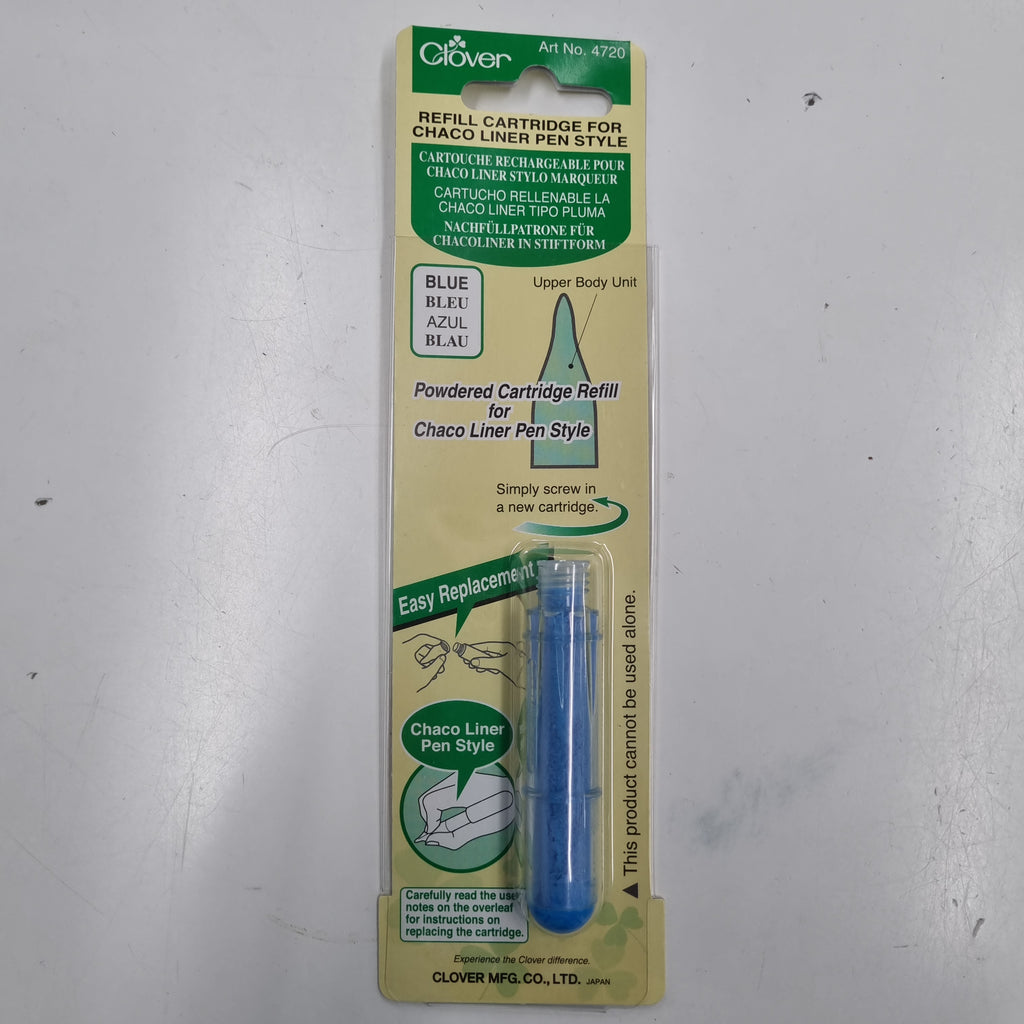 Clover
Art No. 4720
REFILL CARTRIDGE FOR
CHACO LINER PEN STYLE
CARTOUCHE RECHARGEABLE POUR
CHACO LINER STYLO MARQUEUR
CARTUCHO RELLENABLE LA
CHACO LINER TIPO PLUMA
NACHFÜLLPATRONE FÜR
CHACOLINER IN STIFTFORM
BLUE
BLEU
AZUL
BLAU
Upper Body Unit
Powdered Cartridge Refill
for
Chaco Liner Pen Style
Simply screw in
a new cartridge.
Easy Replacement
Chaco Liner
Pen Style
▲ This product cannot be used alone.
Carefully read the use
notes on the overleaf
for instructions on
replacing the cartridge.
Experience the Clover difference.
CLOVER MFG. CO., LTD. JAPAN